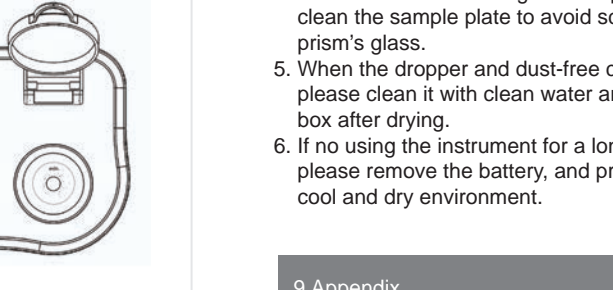 clean the sample plate to avoid
prism's glass.
5. When the dropper and dust-free
please clean it with clean water
box after drying.
6. If no using the instrument for a
please remove the battery, and
cool and dry environment.
9 Appendix